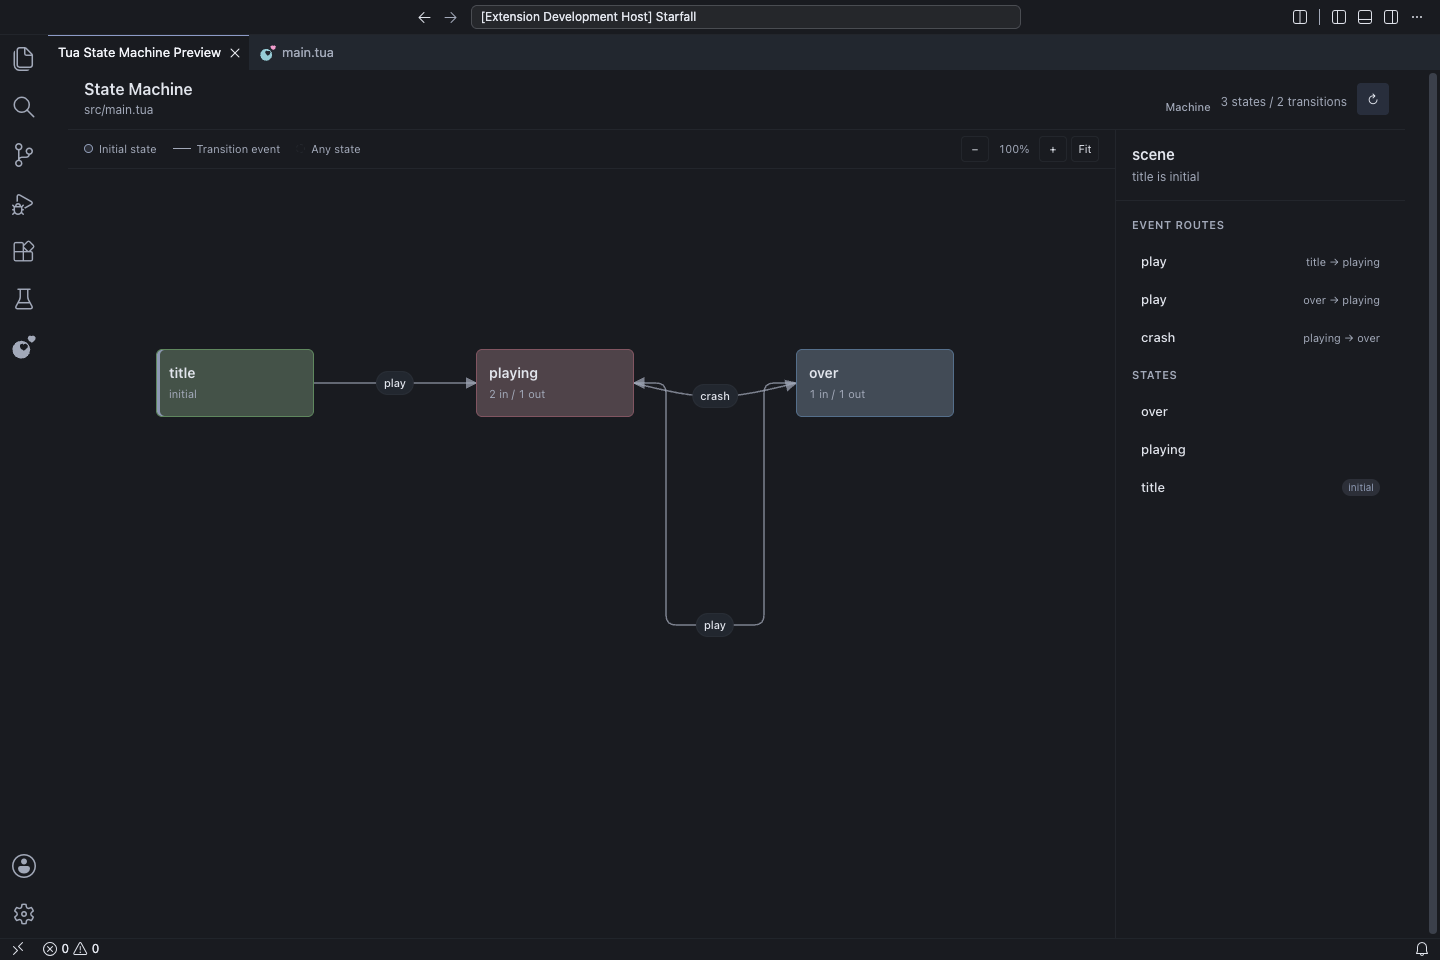 [Extension Development Host] Starfall
Tua State Machine Preview
main.tua
State Machine
src/main.tua
Machine
3 states / 2 transitions
Initial state
Transition event
Any state
− 100% + Fit
scene
title is initial
EVENT ROUTES
play title → playing
play over → playing
crash playing → over
STATES
over
playing
title initial
title
initial
play
playing
2 in / 1 out
crash
over
1 in / 1 out
play
0 0